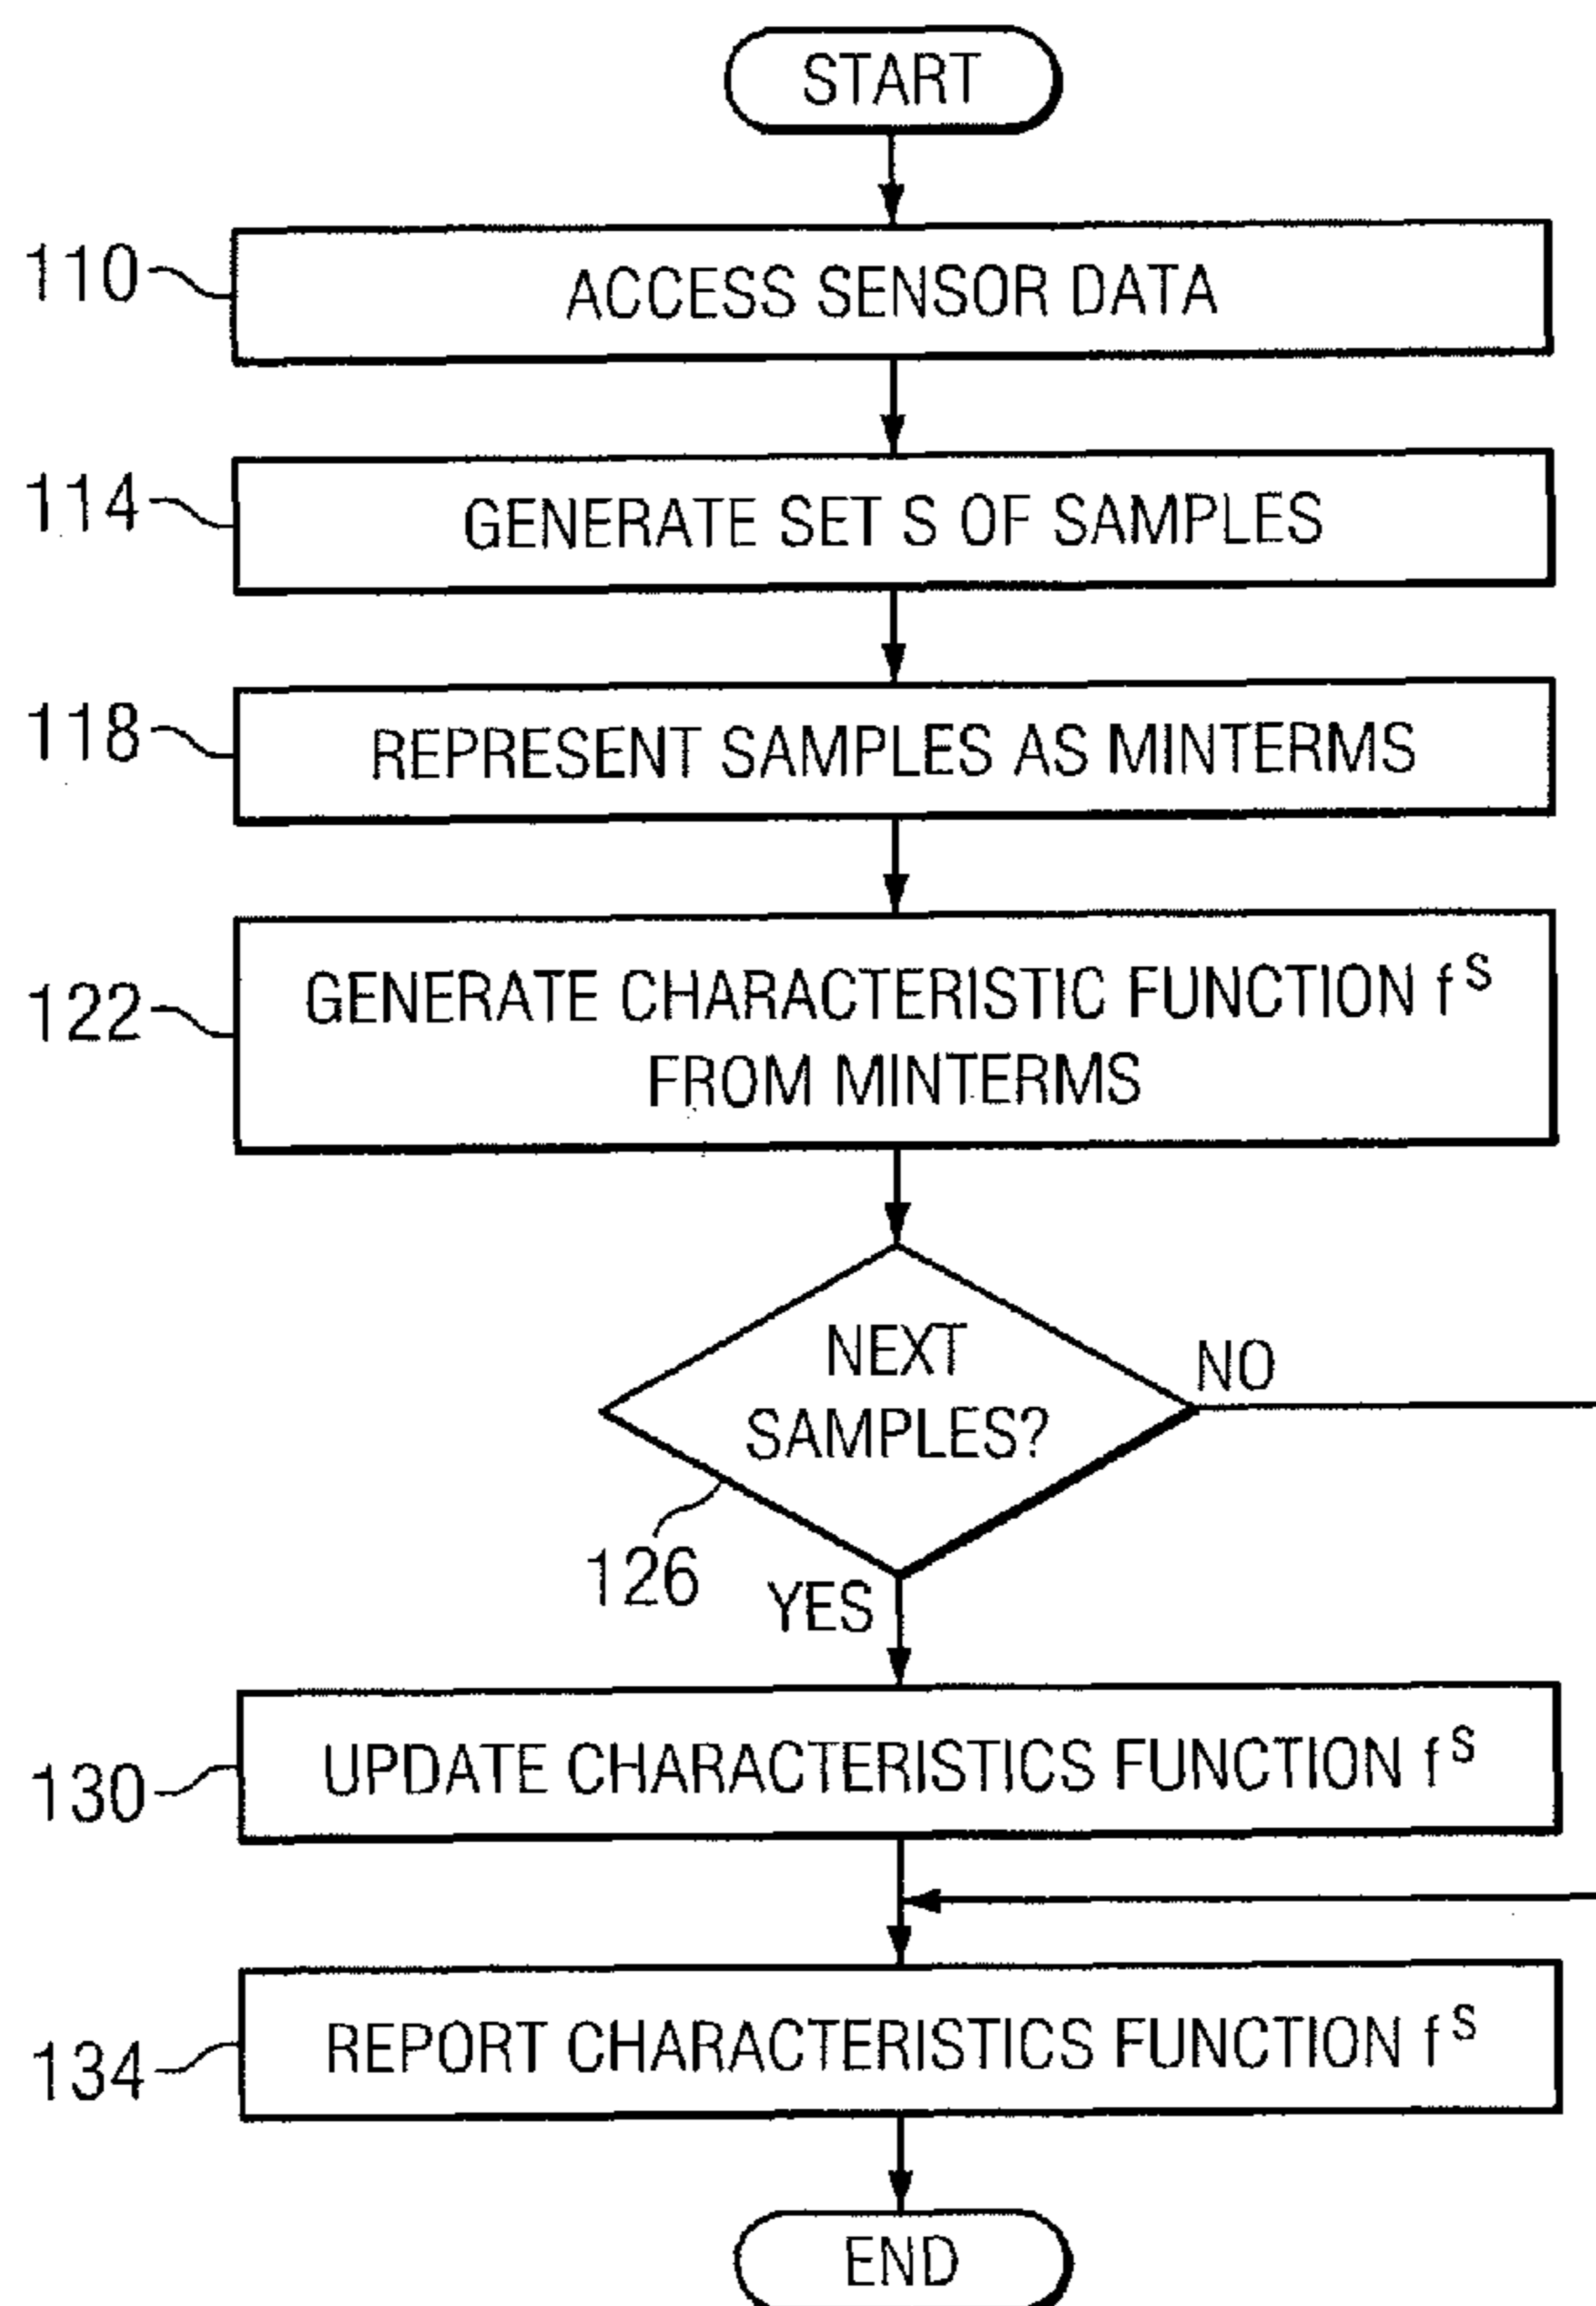 START
110
ACCESS SENSOR DATA
114
GENERATE SET S OF SAMPLES
118
REPRESENT SAMPLES AS MINTERMS
122
GENERATE CHARACTERISTIC FUNCTION f^S
FROM MINTERMS
NEXT
SAMPLES?
NO
126
YES
130
UPDATE CHARACTERISTICS FUNCTION f^S
134
REPORT CHARACTERISTICS FUNCTION f^S
END